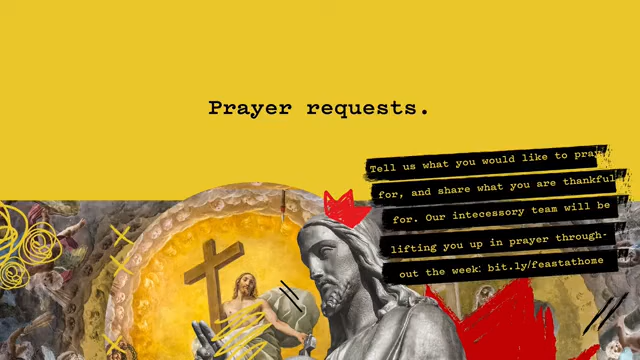 Prayer requests.
Tell us what you would like to pray
for, and share what you are thankful
for. Our intecessory team will be
lifting you up in prayer through-
out the week: bit.ly/feastathome